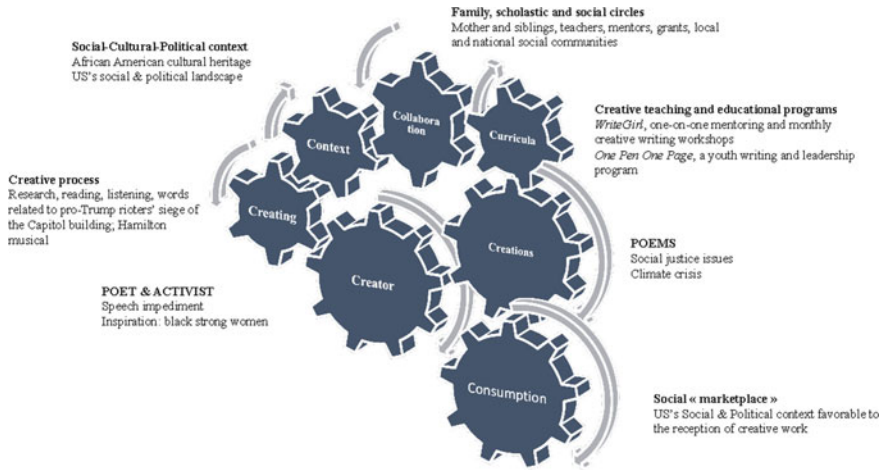 Family, scholastic and social circles
Mother and siblings, teachers, mentors, grants, local
and national social communities
Social-Cultural-Political context
African American cultural heritage
US's social & political landscape
Collabora
tion
Context
Curricula
Creative teaching and educational programs
WriteGirl, one-on-one mentoring and monthly
creative writing workshops
One Pen One Page, a youth writing and leadership
program
Creative process
Research, reading, listening, words
related to pro-Trump rioters' siege of
the Capitol building; Hamilton
musical
Creating
Creator
Creations
POEMS
Social justice issues
Climate crisis
POET & ACTIVIST
Speech impediment
Inspiration: black strong women
Consumption
Social « marketplace »
US's Social & Political context favorable to
the reception of creative work